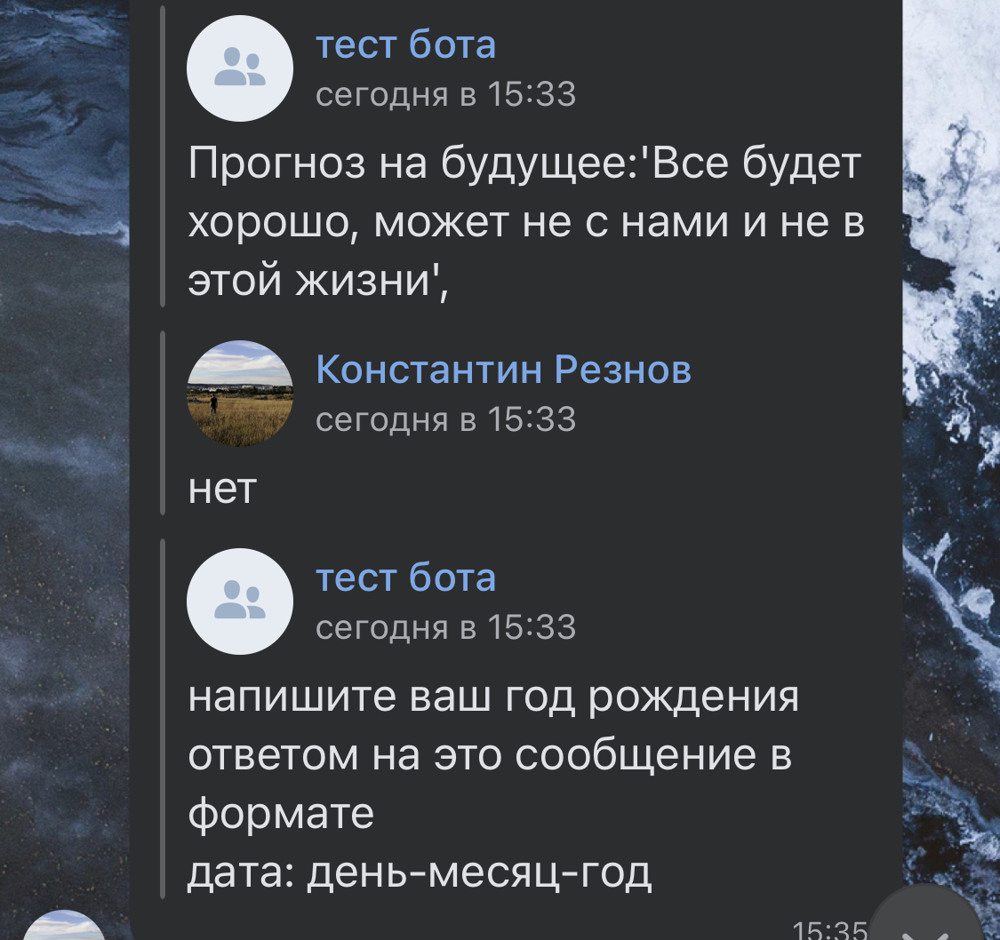 тест бота
сегодня в 15:33
Прогноз на будущее:'Все будет
хорошо, может не с нами и не в
этой жизни',
Константин Резнов
сегодня в 15:33
нет
тест бота
сегодня в 15:33
напишите ваш год рождения
ответом на это сообщение в
формате
дата: день-месяц-год
15:35